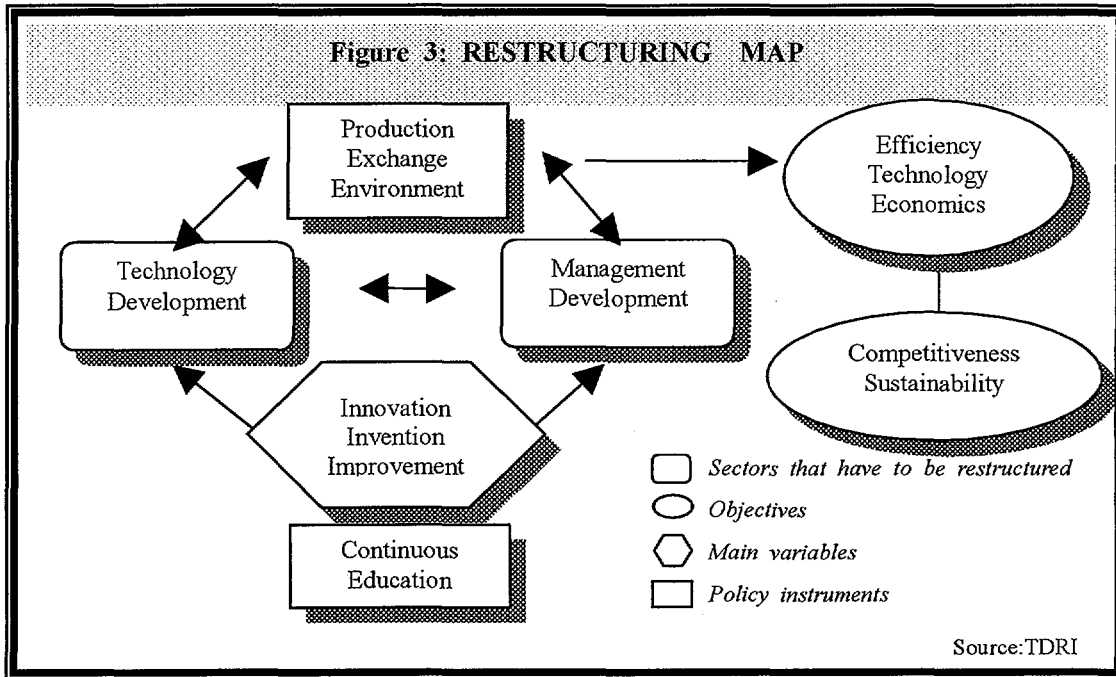 Figure 3: RESTRUCTURING MAP
Production
Exchange
Environment
Efficiency
Technology
Economics
Technology
Development
Management
Development
Competitiveness
Sustainability
Innovation
Invention
Improvement
Continuous
Education
Sectors that have to be restructured
Objectives
Main variables
Policy instruments
Source:TDRI